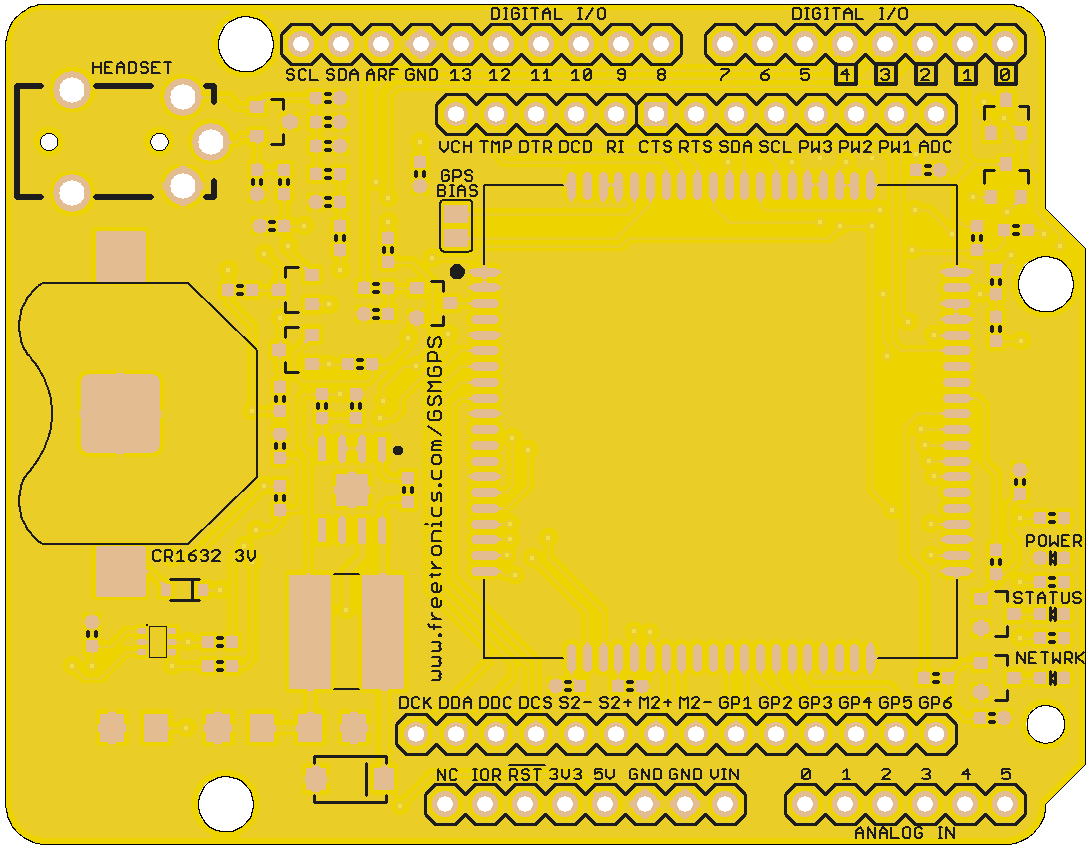 DIGITAL I/O DIGITAL I/O
HEADSET
SCL SDA ARF GND 13 12 11 10 9 8 7 6 5 4 3 2 1 0
VCH TMP DTR DCD RI CTS RTS SDA SCL PW3 PW2 PW1 ADC
GPS
BIAS
www.freetronics.com/GSMGPS
CR1632 3V
POWER
STATUS
NETWRK
DCK DDA DDC DCS S2- S2+ M2+ M2- GP1 GP2 GP3 GP4 GP5 GP6
NC IOR RST 3V3 5V GND GND VIN 0 1 2 3 4 5
ANALOG IN